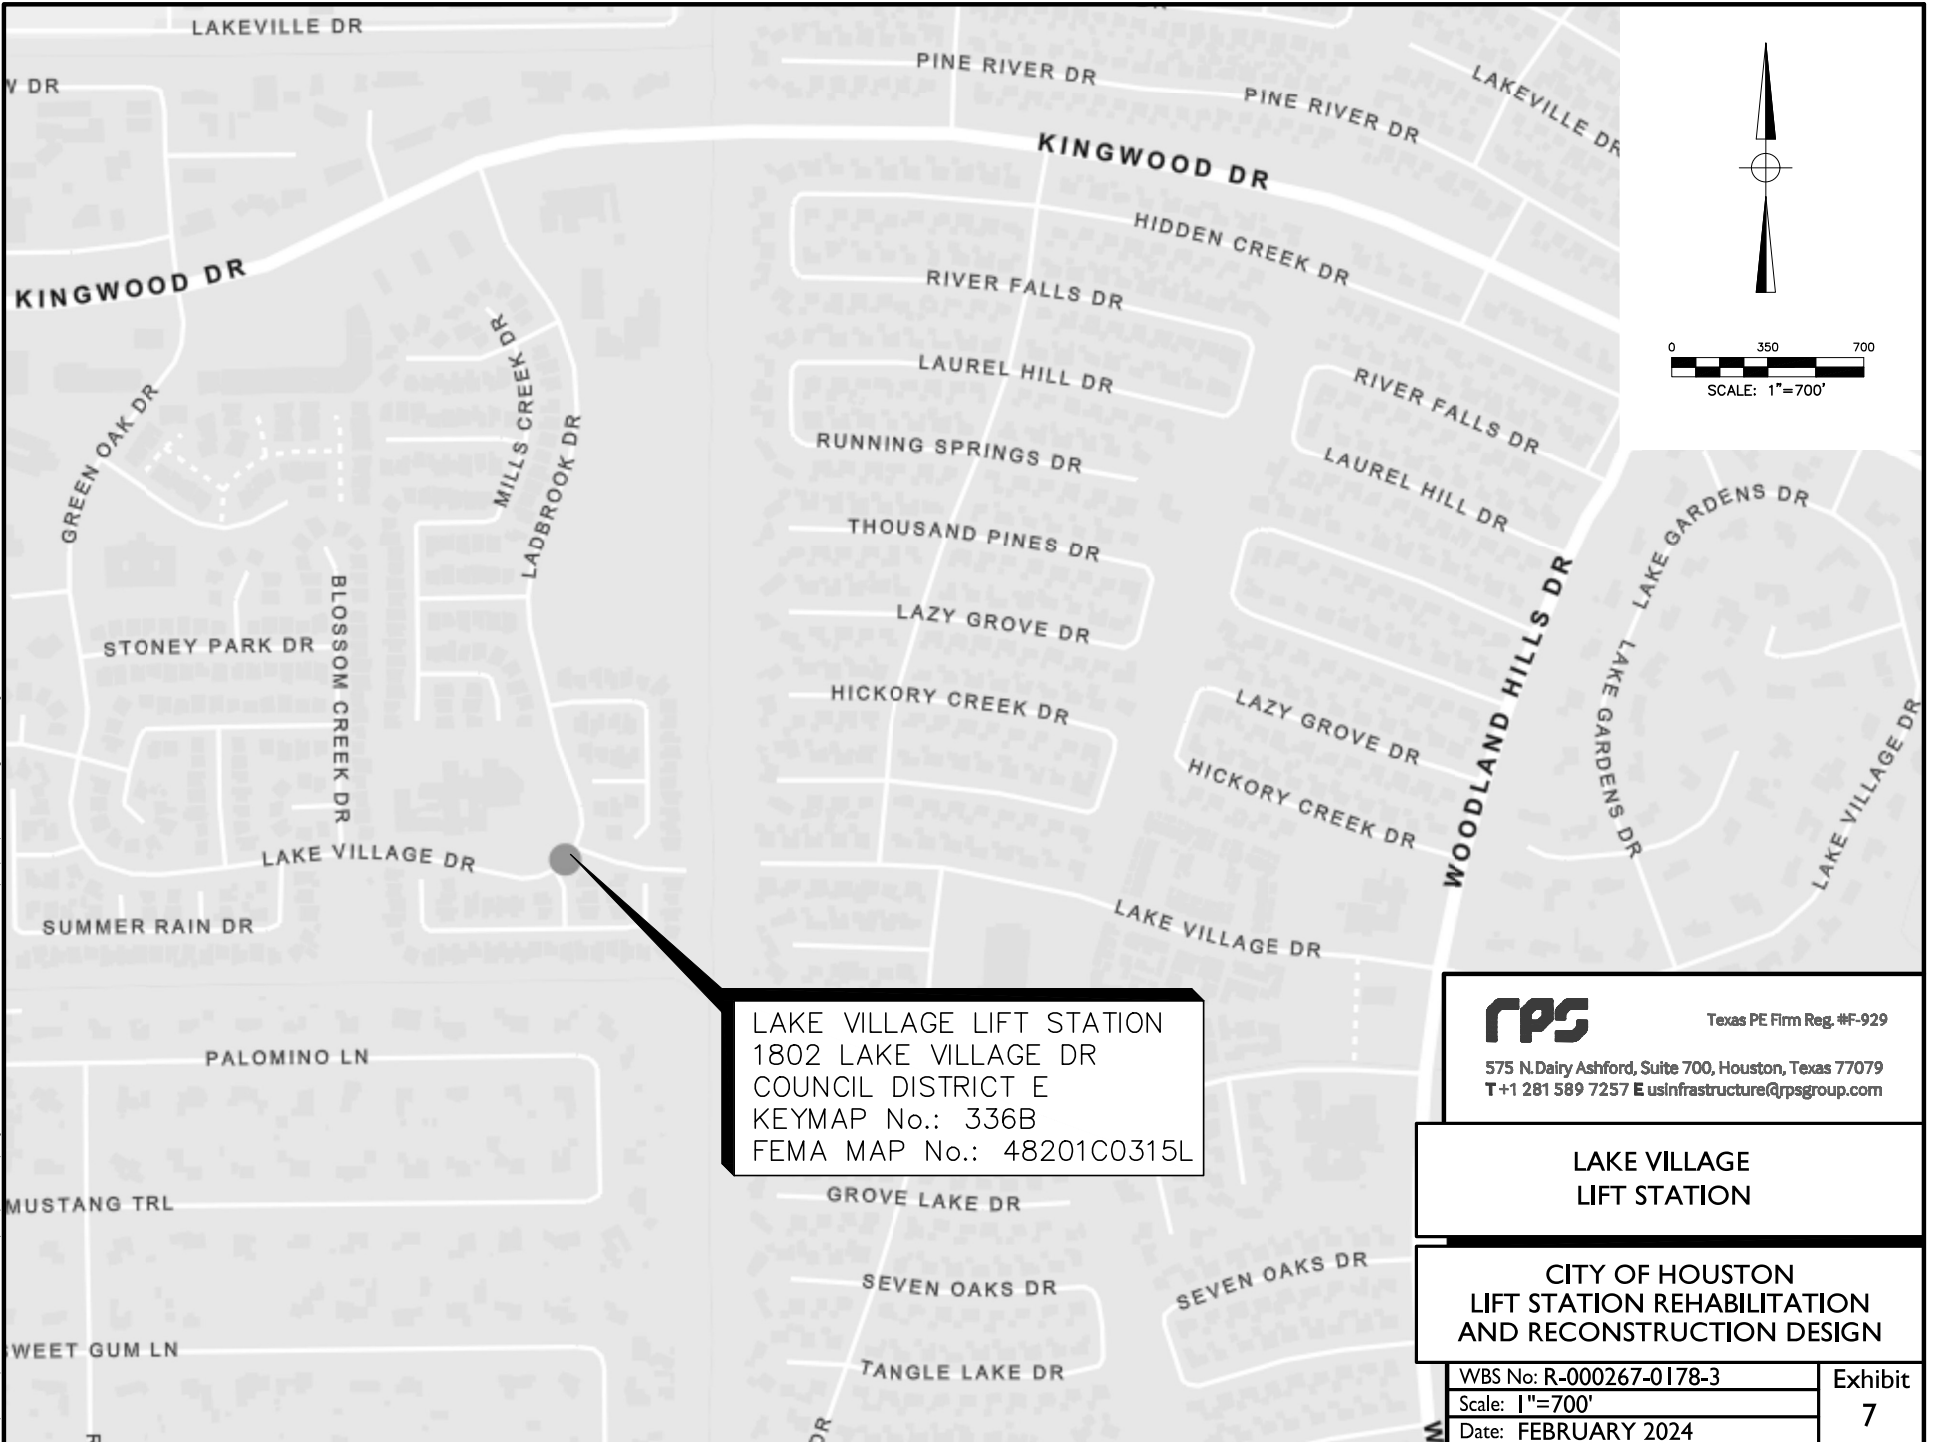 LAKEVILLE DR
PINE RIVER DR
PINE RIVER DR
LAKEVILLE DR
KINGWOOD DR
HIDDEN CREEK DR
KINGWOOD DR
RIVER FALLS DR
MILLS CREEK DR
LAUREL HILL DR
RIVER FALLS DR
GREEN OAK DR
LADBROOK DR
RUNNING SPRINGS DR
LAUREL HILL DR
THOUSAND PINES DR
LAKE GARDENS DR
BLOSSOM CREEK DR
STONEY PARK DR
LAZY GROVE DR
WOODLAND HILLS DR
LAKE GARDENS DR
HICKORY CREEK DR
LAZY GROVE DR
HICKORY CREEK DR
LAKE VILLAGE DR
LAKE VILLAGE DR
SUMMER RAIN DR
LAKE VILLAGE DR
PALOMINO LN
MUSTANG TRL
GROVE LAKE DR
SEVEN OAKS DR
SEVEN OAKS DR
WEET GUM LN
TANGLE LAKE DR
W DR
DR
0 350 700
SCALE: 1"=700'
LAKE VILLAGE LIFT STATION
1802 LAKE VILLAGE DR
COUNCIL DISTRICT E
KEYMAP No.: 336B
FEMA MAP No.: 48201C0315L
rps
Texas PE Firm Reg. #F-929
575 N. Dairy Ashford, Suite 700, Houston, Texas 77079
T +1 281 589 7257 E usinfrastructure@rpsgroup.com
LAKE VILLAGE
LIFT STATION
CITY OF HOUSTON
LIFT STATION REHABILITATION
AND RECONSTRUCTION DESIGN
WBS No: R-000267-0178-3
Scale: 1"=700'
Date: FEBRUARY 2024
Exhibit
7